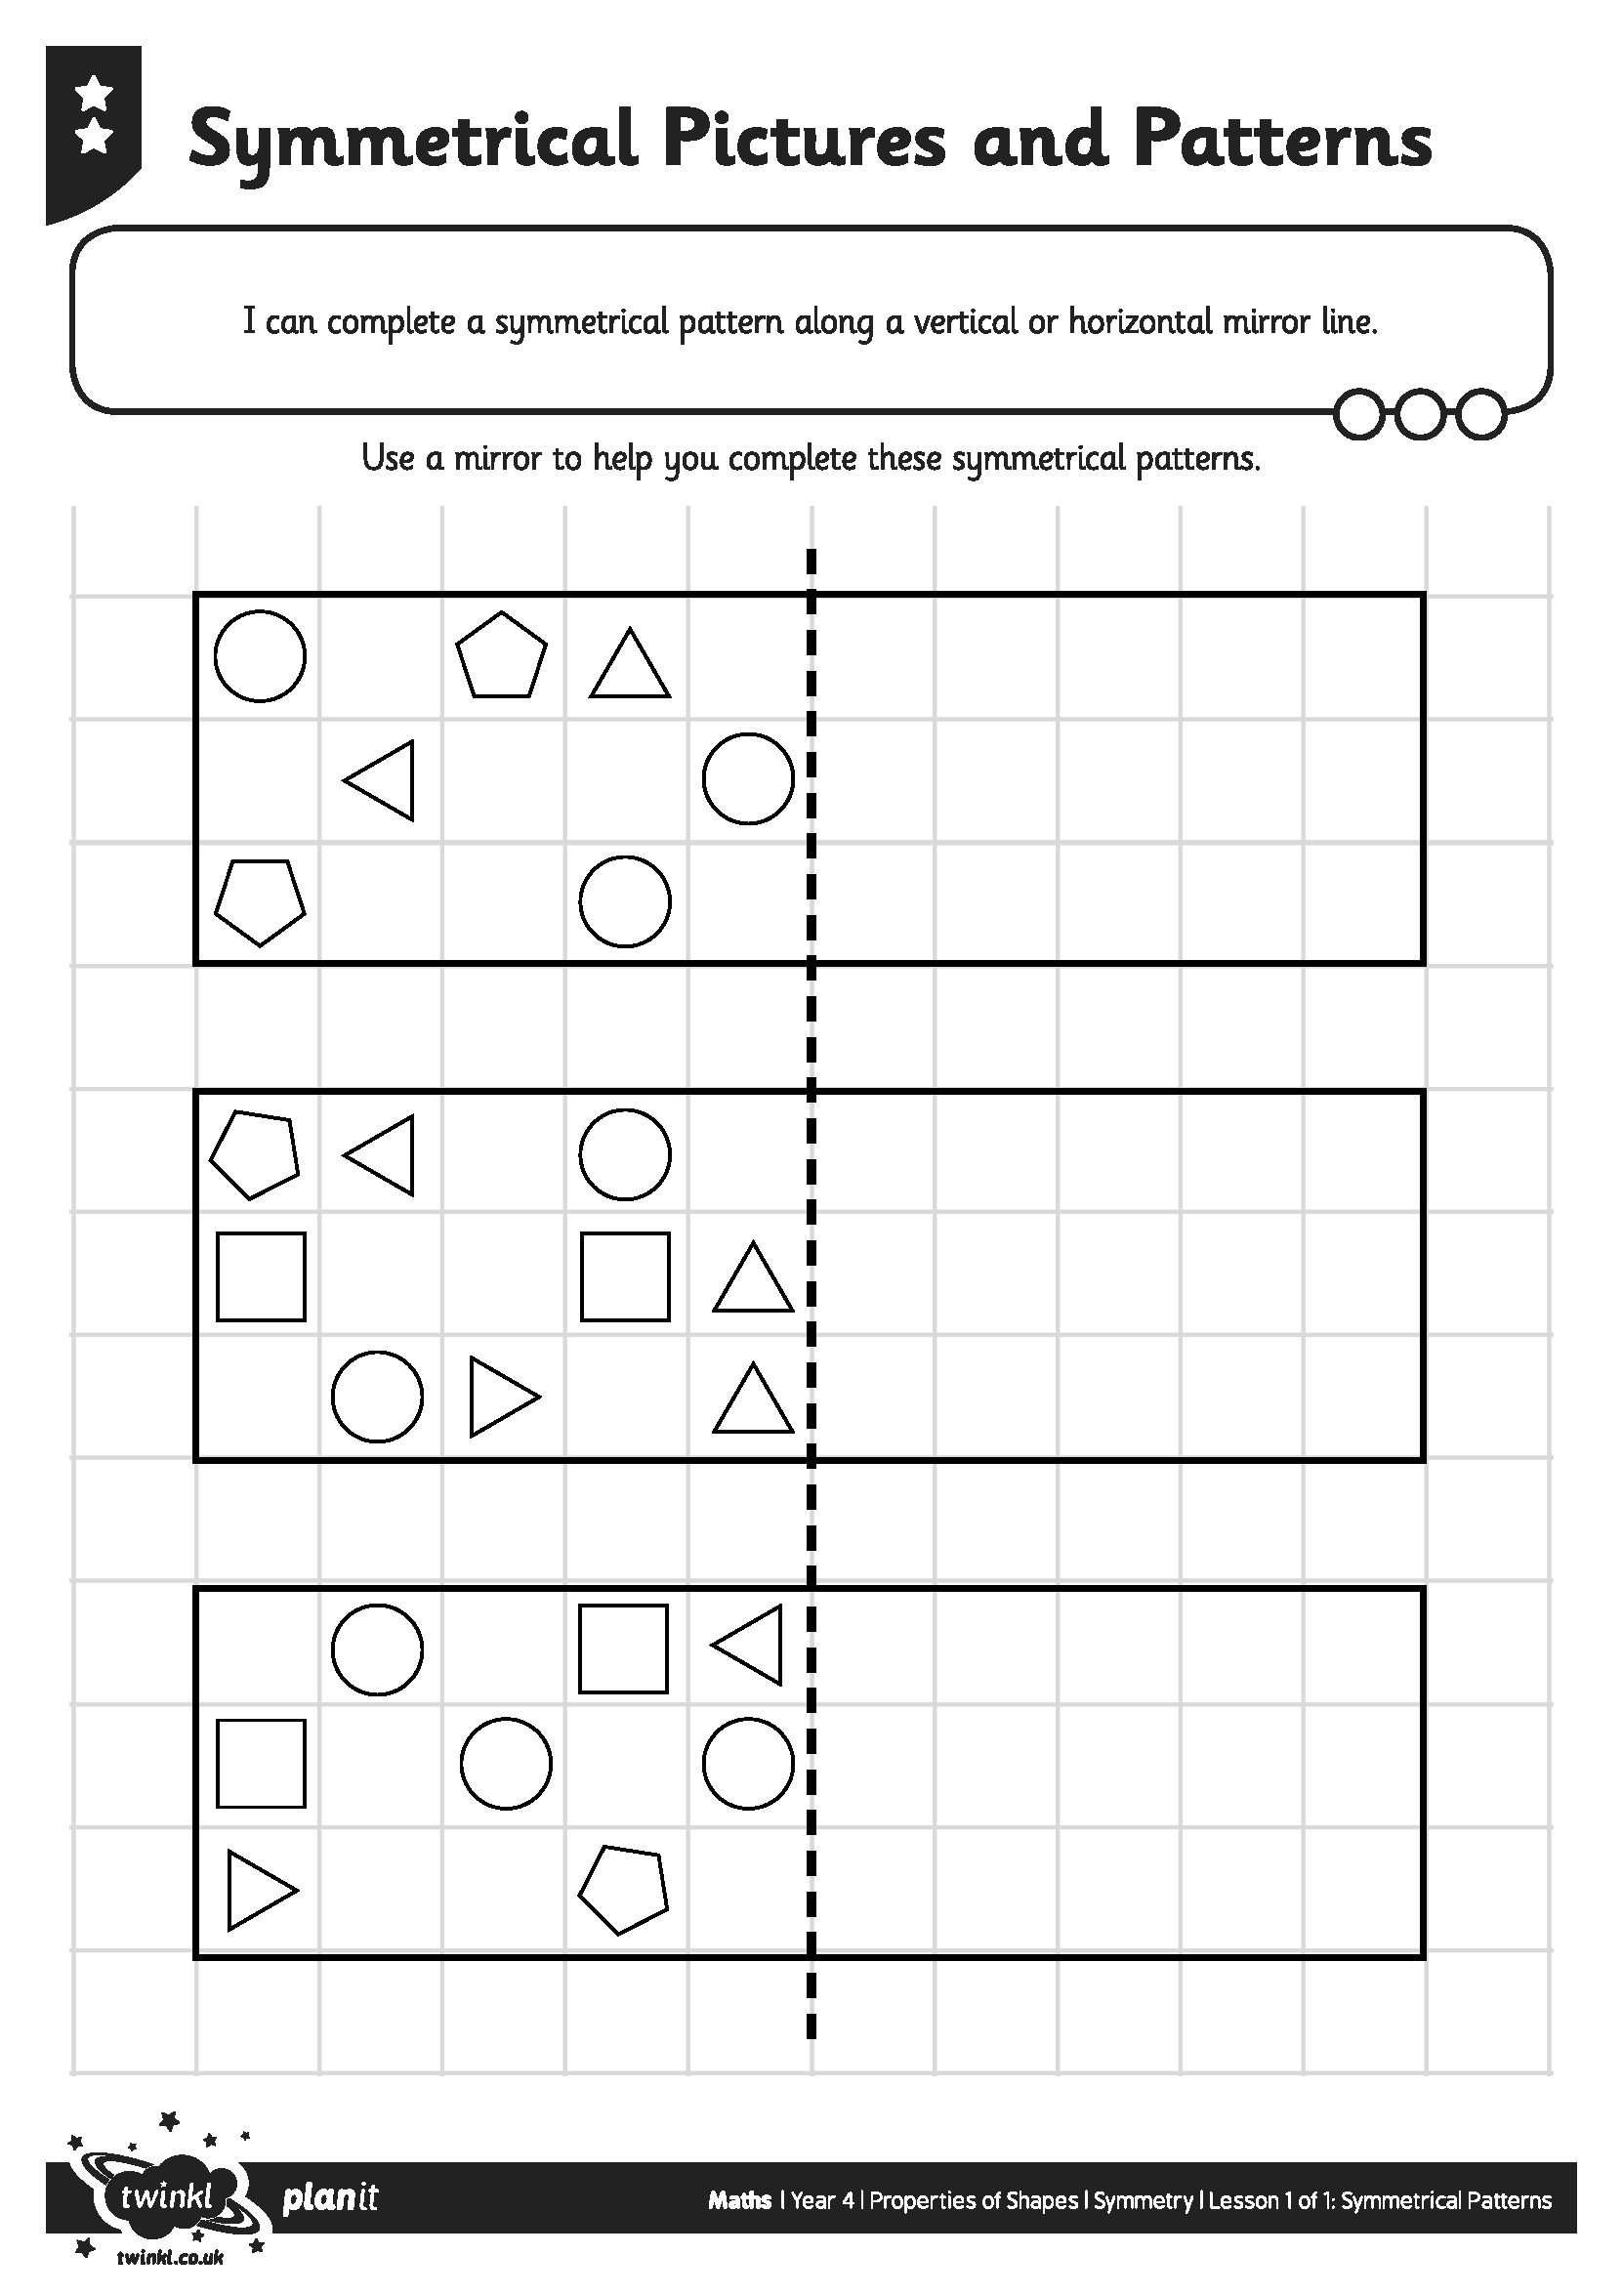 Symmetrical Pictures and Patterns
I can complete a symmetrical pattern along a vertical or horizontal mirror line.
Use a mirror to help you complete these symmetrical patterns.
twinkl
planit
Maths | Year 4 | Properties of Shapes | Symmetry | Lesson 1 of 1: Symmetrical Patterns
twinkl.co.uk